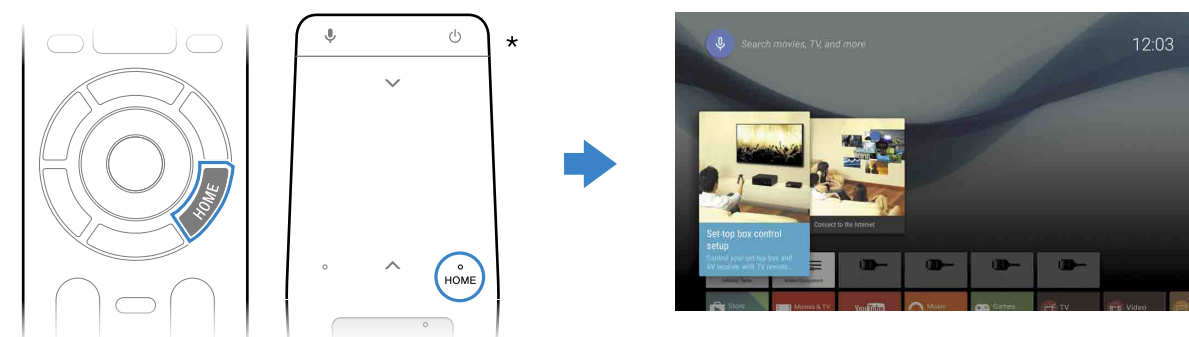 HOME
*
HOME
Search movies, TV, and more
12:03
Set-top box control
setup
Control your set-top box and
AV receiver with TV remote...
Connect to the Internet
Store
Movies & TV
YouTube
Music
Games
TV
Video